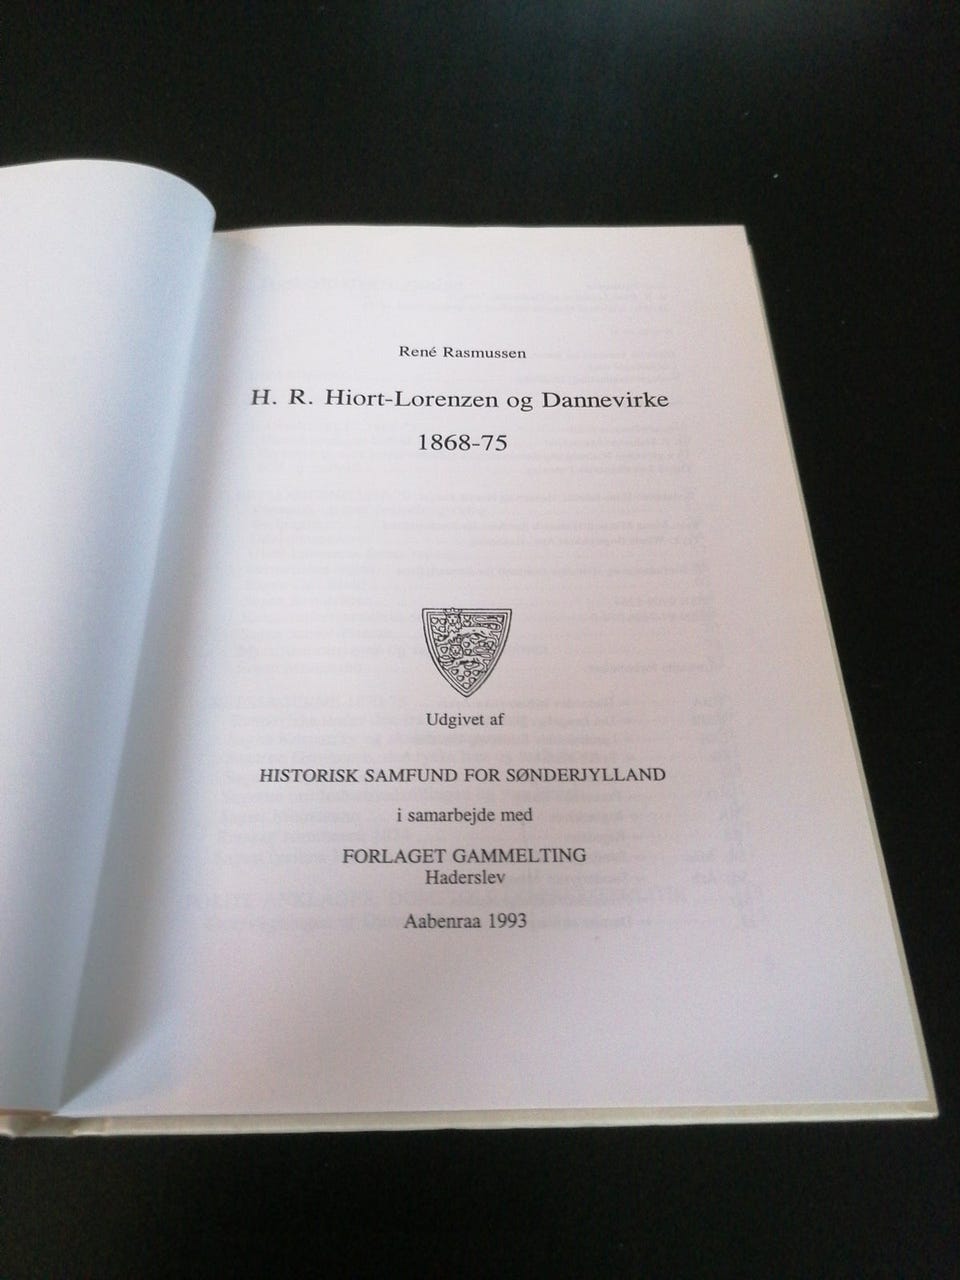 René Rasmussen
H. R. Hiort-Lorenzen og Dannevirke
1868-75
Udgivet af
HISTORISK SAMFUND FOR SØNDERJYLLAND
i samarbejde med
FORLAGET GAMMELTING
Haderslev
Aabenraa 1993